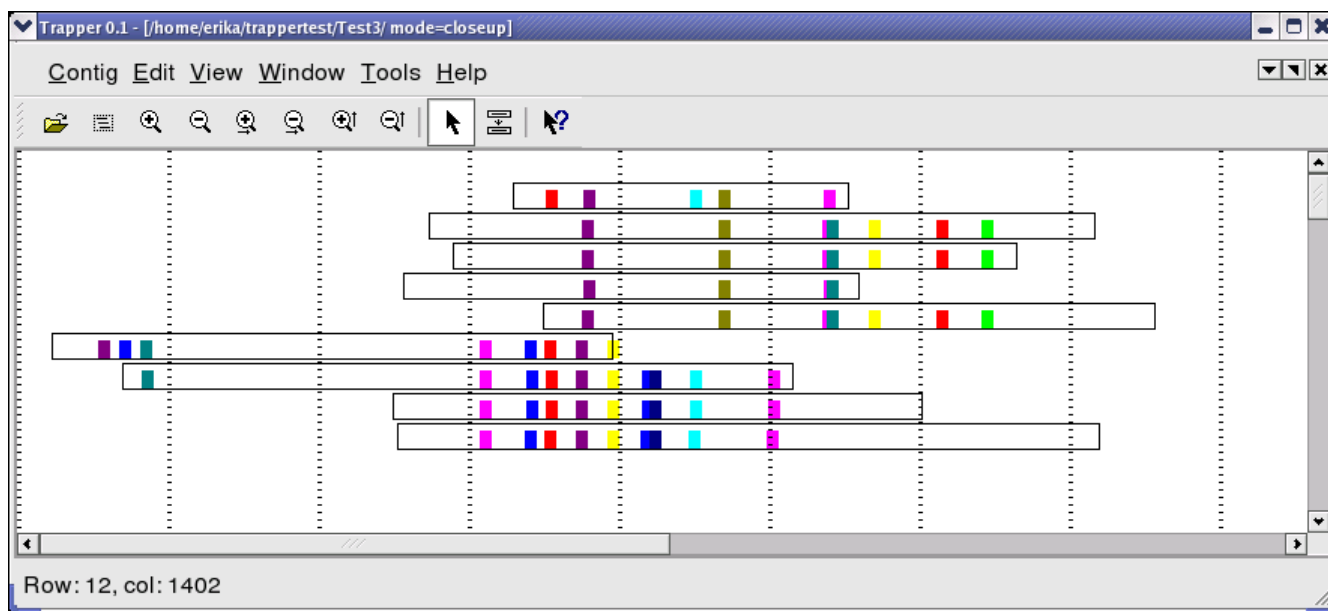 Trapper 0.1 - [/home/erika/trappertest/Test3/ mode=closeup]
Contig Edit View Window Tools Help
Row: 12, col: 1402